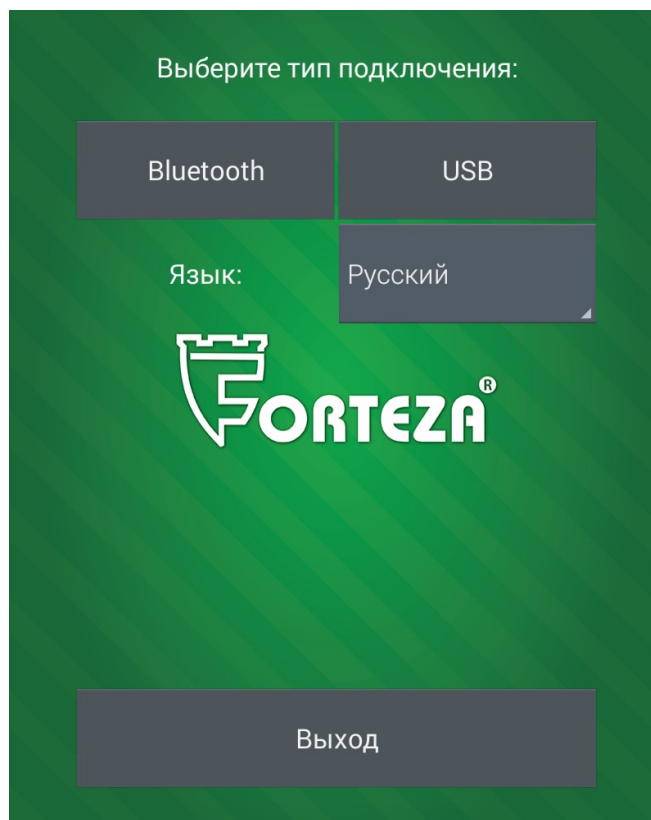 Выберите тип подключения:
Bluetooth USB
Язык: Русский
FORTEZA®
Выход